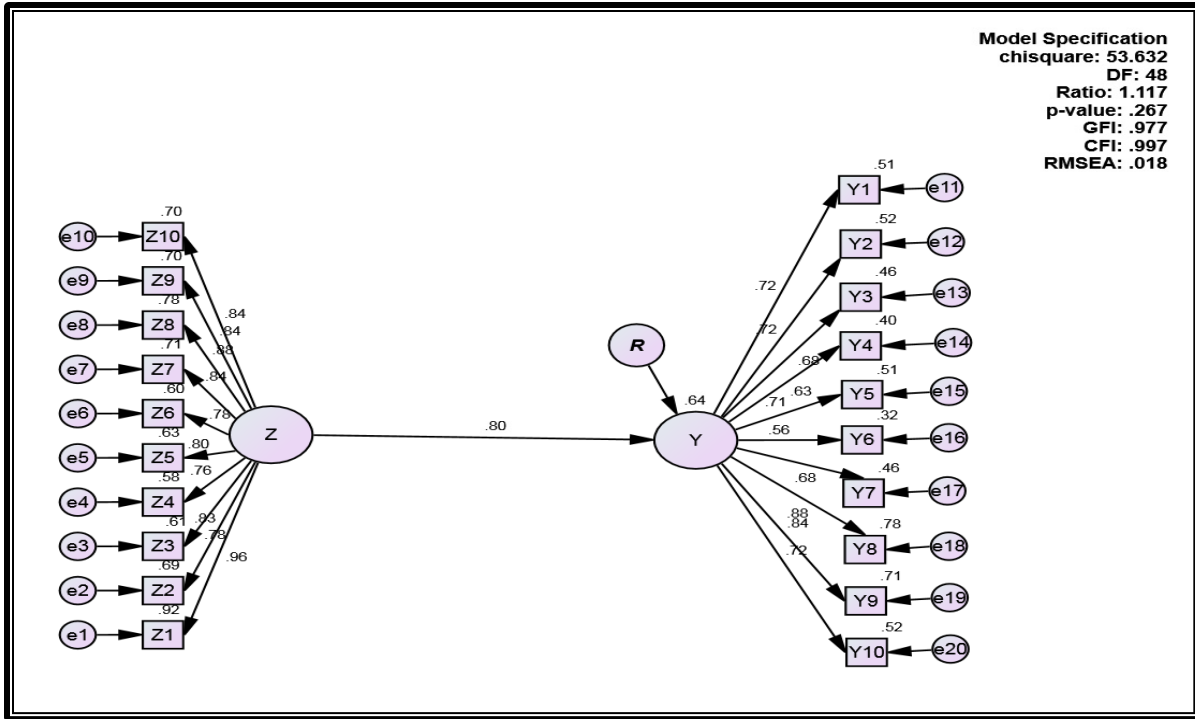 Model Specification
chisquare: 53.632
DF: 48
Ratio: 1.117
p-value: .267
GFI: .977
CFI: .997
RMSEA: .018
.70
e10 Z10
.70
e9 Z9
.78
e8 Z8
.71
e7 Z7
.60
e6 Z6
.63
e5 Z5
.58
e4 Z4
.61
e3 Z3
.69
e2 Z2
.92
e1 Z1
.84
.84
.88
.84
.78
.80
.76
.83
.78
.96
Z
.80
R
.64
Y
.72
.72
.68
.63
.71
.56
.68
.88
.84
.72
.51
Y1 e11
.52
Y2 e12
.46
Y3 e13
.40
Y4 e14
.51
Y5 e15
.32
Y6 e16
.46
Y7 e17
.78
Y8 e18
.71
Y9 e19
.52
Y10 e20